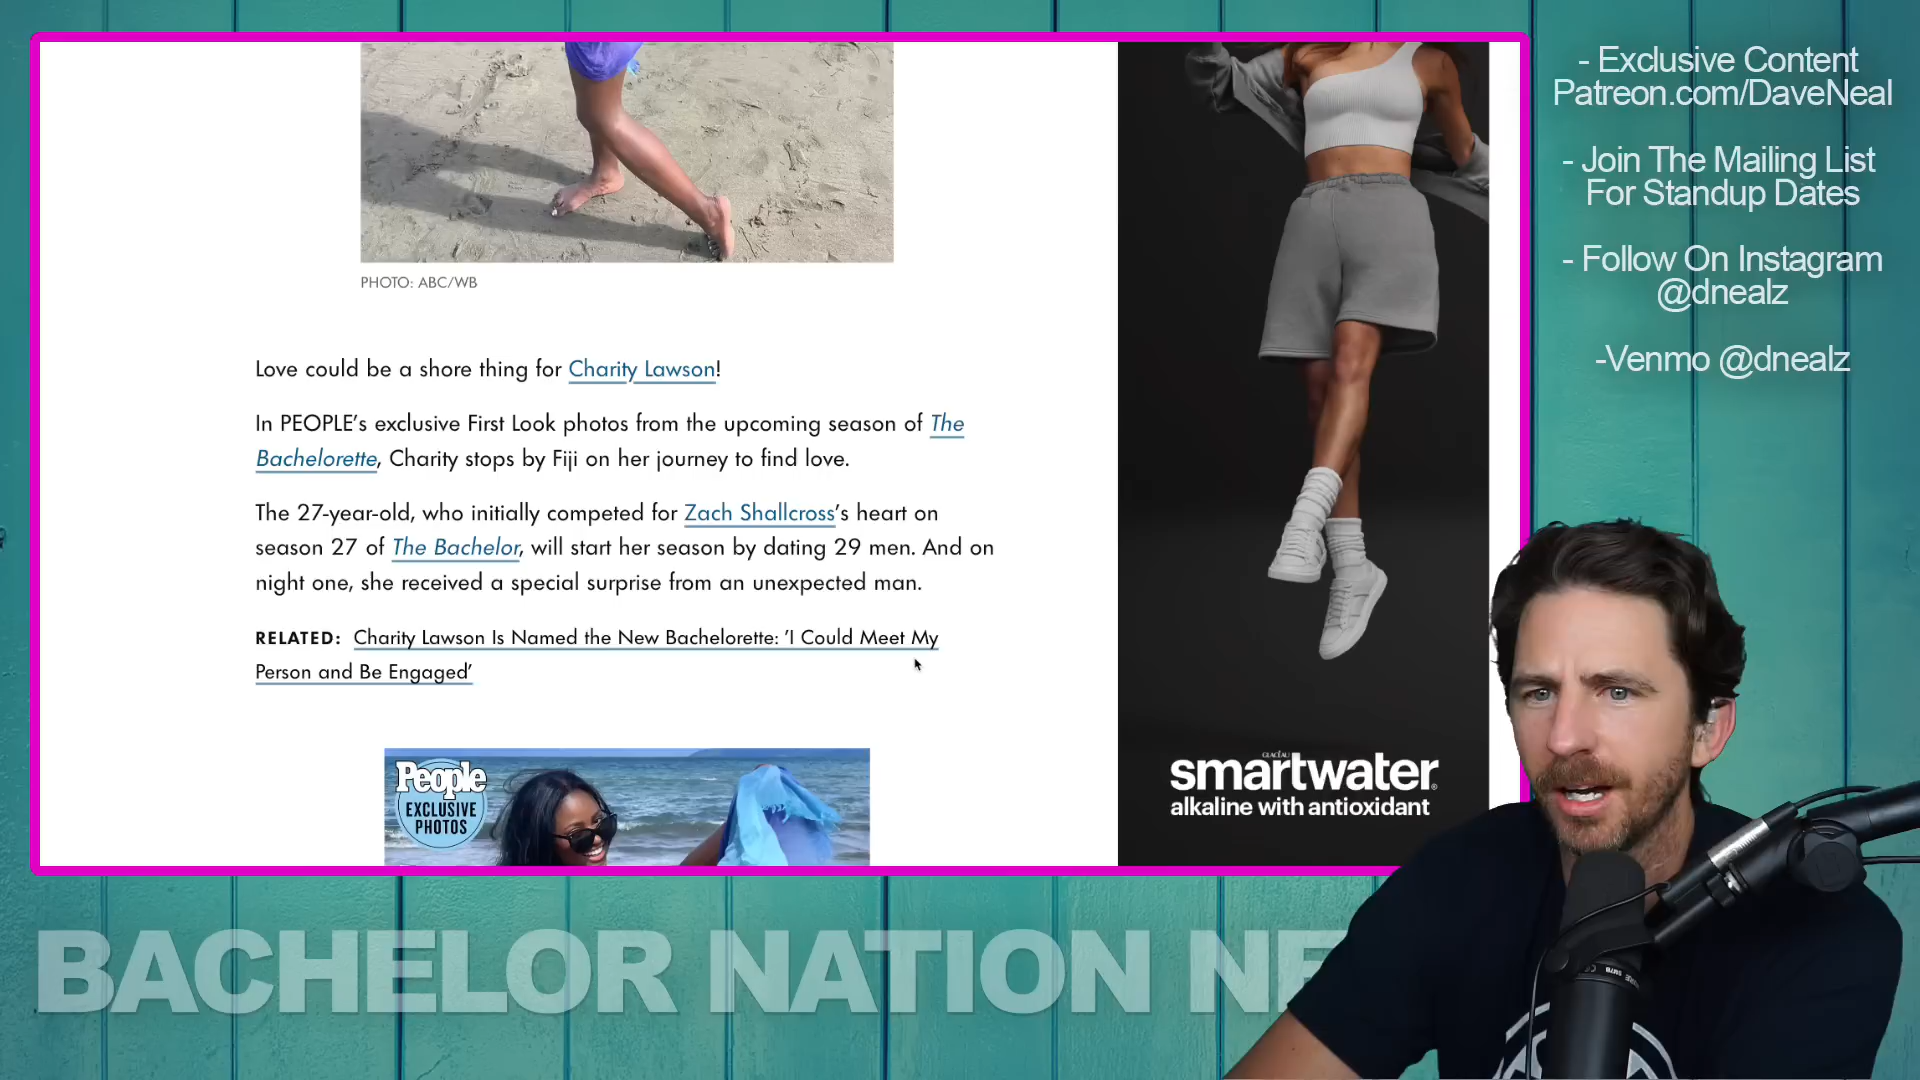 PHOTO: ABC/WB
Love could be a shore thing for Charity Lawson!
In PEOPLE’s exclusive First Look photos from the upcoming season of The
Bachelorette, Charity stops by Fiji on her journey to find love.
The 27-year-old, who initially competed for Zach Shallcross’s heart on
season 27 of The Bachelor, will start her season by dating 29 men. And on
night one, she received a special surprise from an unexpected man.
RELATED: Charity Lawson Is Named the New Bachelorette: ’I Could Meet My
Person and Be Engaged’
People
EXCLUSIVE
PHOTOS
GLACÉAU
smartwater®
alkaline with antioxidant
- Exclusive Content
Patreon.com/DaveNeal
- Join The Mailing List
For Standup Dates
- Follow On Instagram
@dnealz
-Venmo @dnealz
BACHELOR NATION NE
SM7B